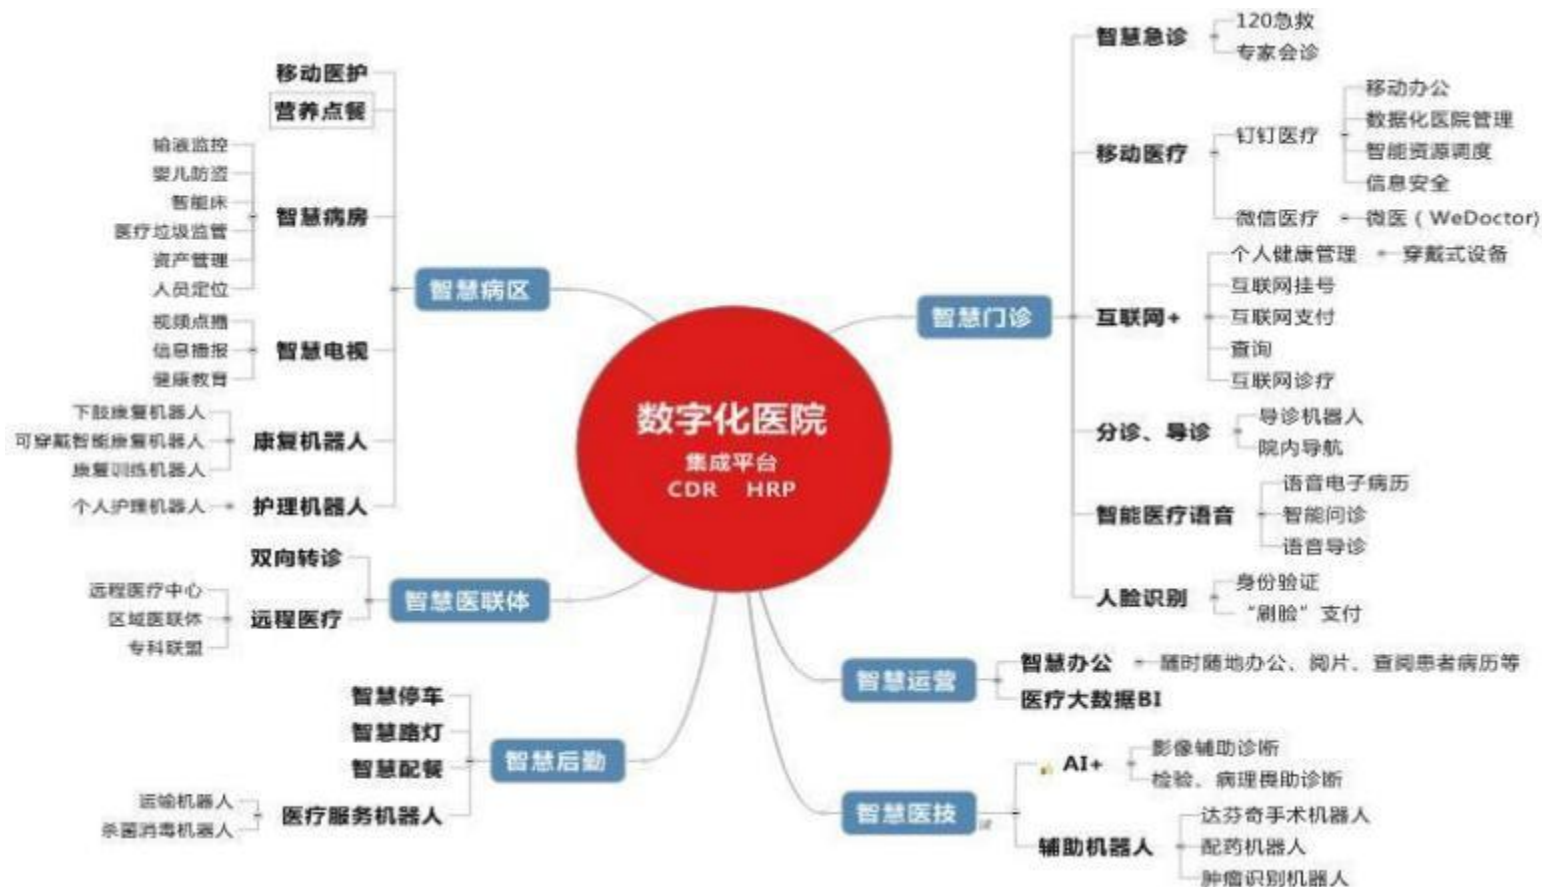 数字化医院
集成平台
CDR HRP
智慧病区
移动医护
营养点餐
智慧病房
输液监控
婴儿防盗
智能床
医疗垃圾监管
资产管理
人员定位
智慧电视
视频点播
信息播报
健康教育
康复机器人
下肢康复机器人
可穿戴智能康复机器人
康复训练机器人
护理机器人
个人护理机器人
智慧医联体
双向转诊
远程医疗
远程医疗中心
区域医联体
专科联盟
智慧后勤
智慧停车
智慧路灯
智慧配餐
医疗服务机器人
运输机器人
杀菌消毒机器人
智慧门诊
智慧急诊
120急救
专家会诊
移动医疗
钉钉医疗
移动办公
数据化医院管理
智能资源调度
信息安全
微信医疗
微医（WeDoctor)
互联网+
个人健康管理
穿戴式设备
互联网挂号
互联网支付
查询
互联网诊疗
分诊、导诊
导诊机器人
院内导航
智能医疗语音
语音电子病历
智能问诊
语音导诊
人脸识别
身份验证
“刷脸”支付
智慧运营
智慧办公
随时随地办公、阅片、查阅患者病历等
医疗大数据BI
智慧医技
AI+
影像辅助诊断
检验、病理畏助诊断
辅助机器人
达芬奇手术机器人
配药机器人
肿瘤识别机器人